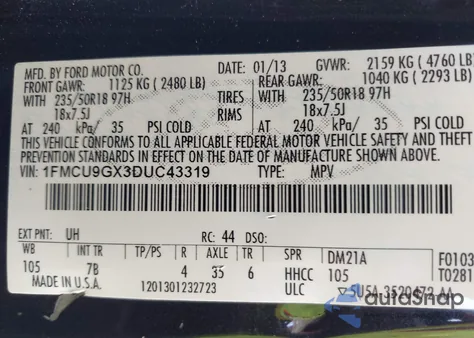 MFD. BY FORD MOTOR CO. DATE: 01/13 GVWR: 2159 KG ( 4760 LB)
FRONT GAWR: 1125 KG ( 2480 LB) REAR GAWR: 1040 KG ( 2293 LB)
WITH 235/50R18 97H TIRES WITH 235/50R18 97H
18x7.5J RIMS 18x7.5J
AT 240 kPa/ 35 PSI COLD AT 240 kPa/ 35 PSI COLD
THIS VEHICLE CONFORMS TO ALL APPLICABLE FEDERAL MOTOR VEHICLE SAFETY AND THEFT
PREVENTION STANDARDS IN EFFECT ON THE DATE OF MANUFACTURE SHOWN ABOVE.
VIN: 1FMCU9GX3DUC43319 TYPE: MPV
EXT PNT: UH RC: 44 DSO:
WB INT TR TP/PS R AXLE TR SPR DM21A F0103
105 7B 4 35 6 HHCC 105 T0281
MADE IN U.S.A. 1201301232723 ULC 5U5A-3520472-AA
autoSnap